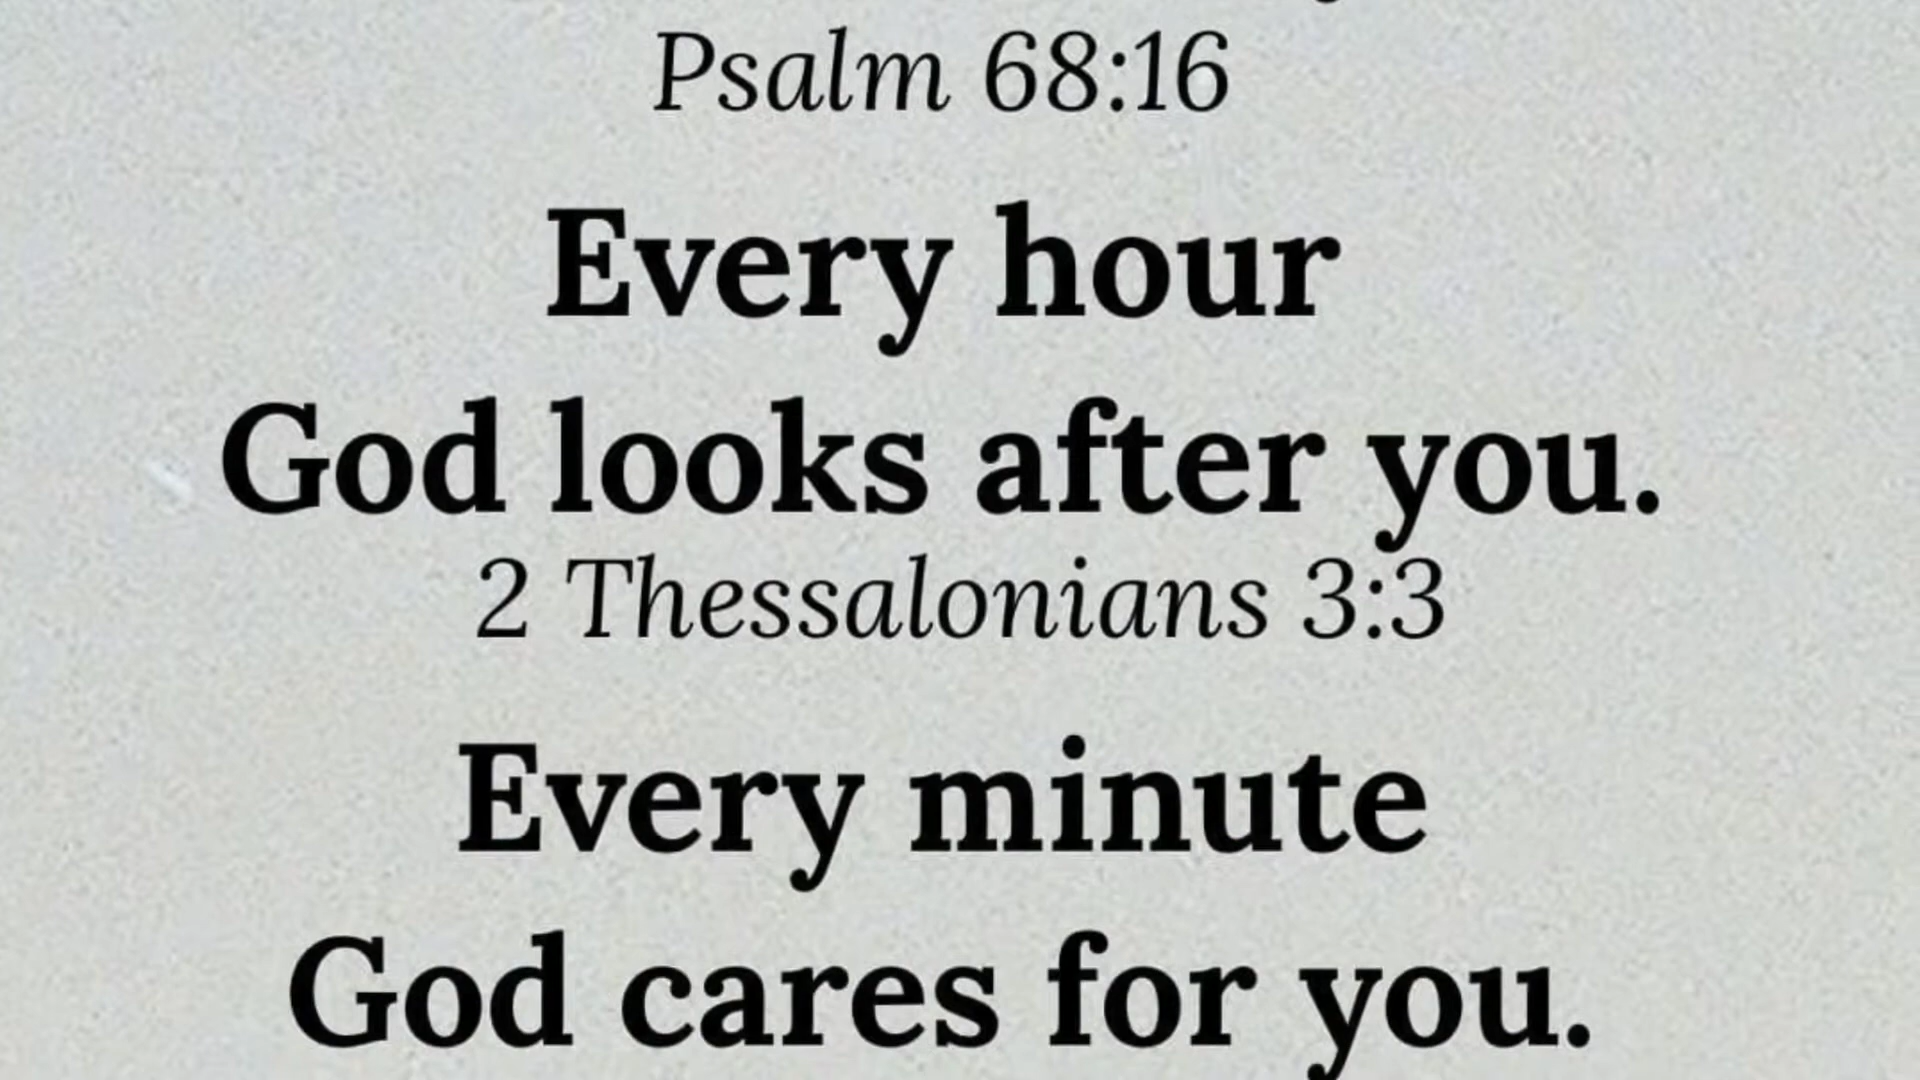 Psalm 68:16
Every hour
God looks after you.
2 Thessalonians 3:3
Every minute
God cares for you.